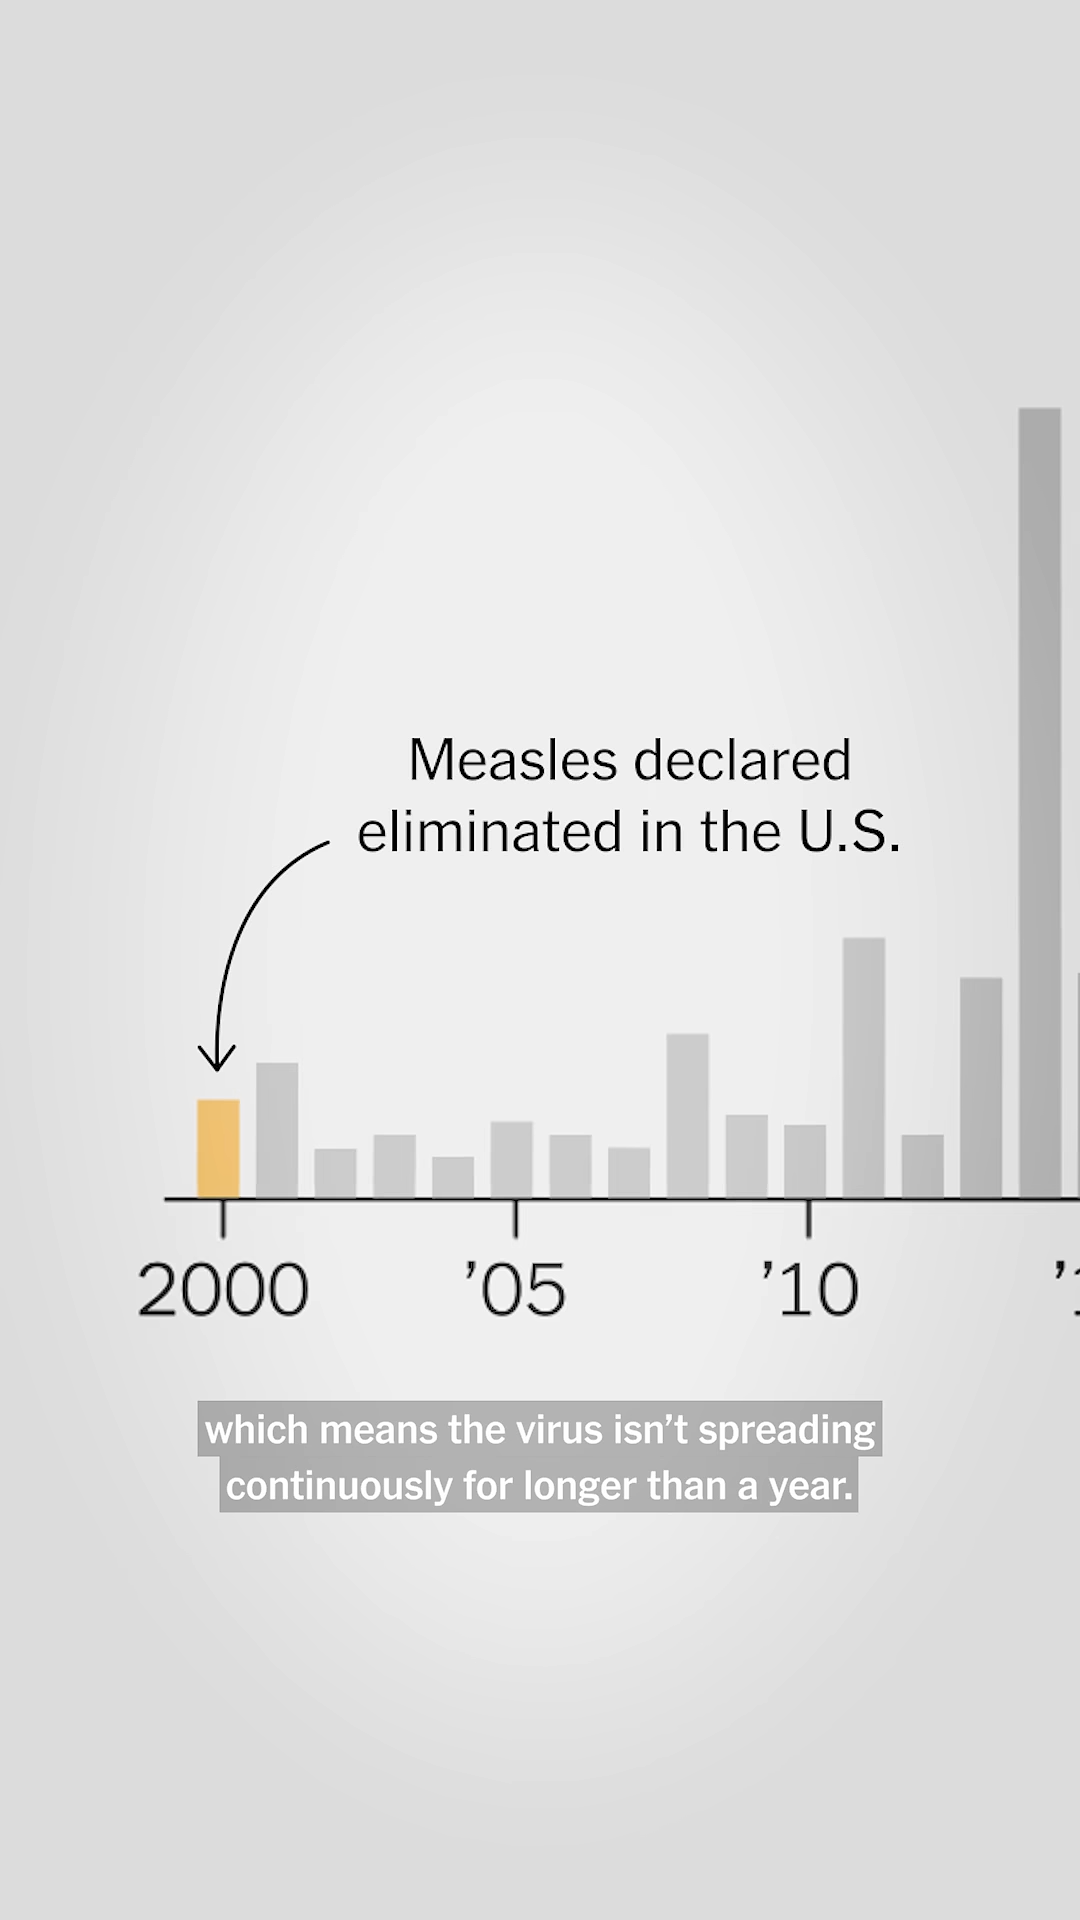 Measles declared
eliminated in the U.S.
2000 ’05 ’10
which means the virus isn’t spreading
continuously for longer than a year.